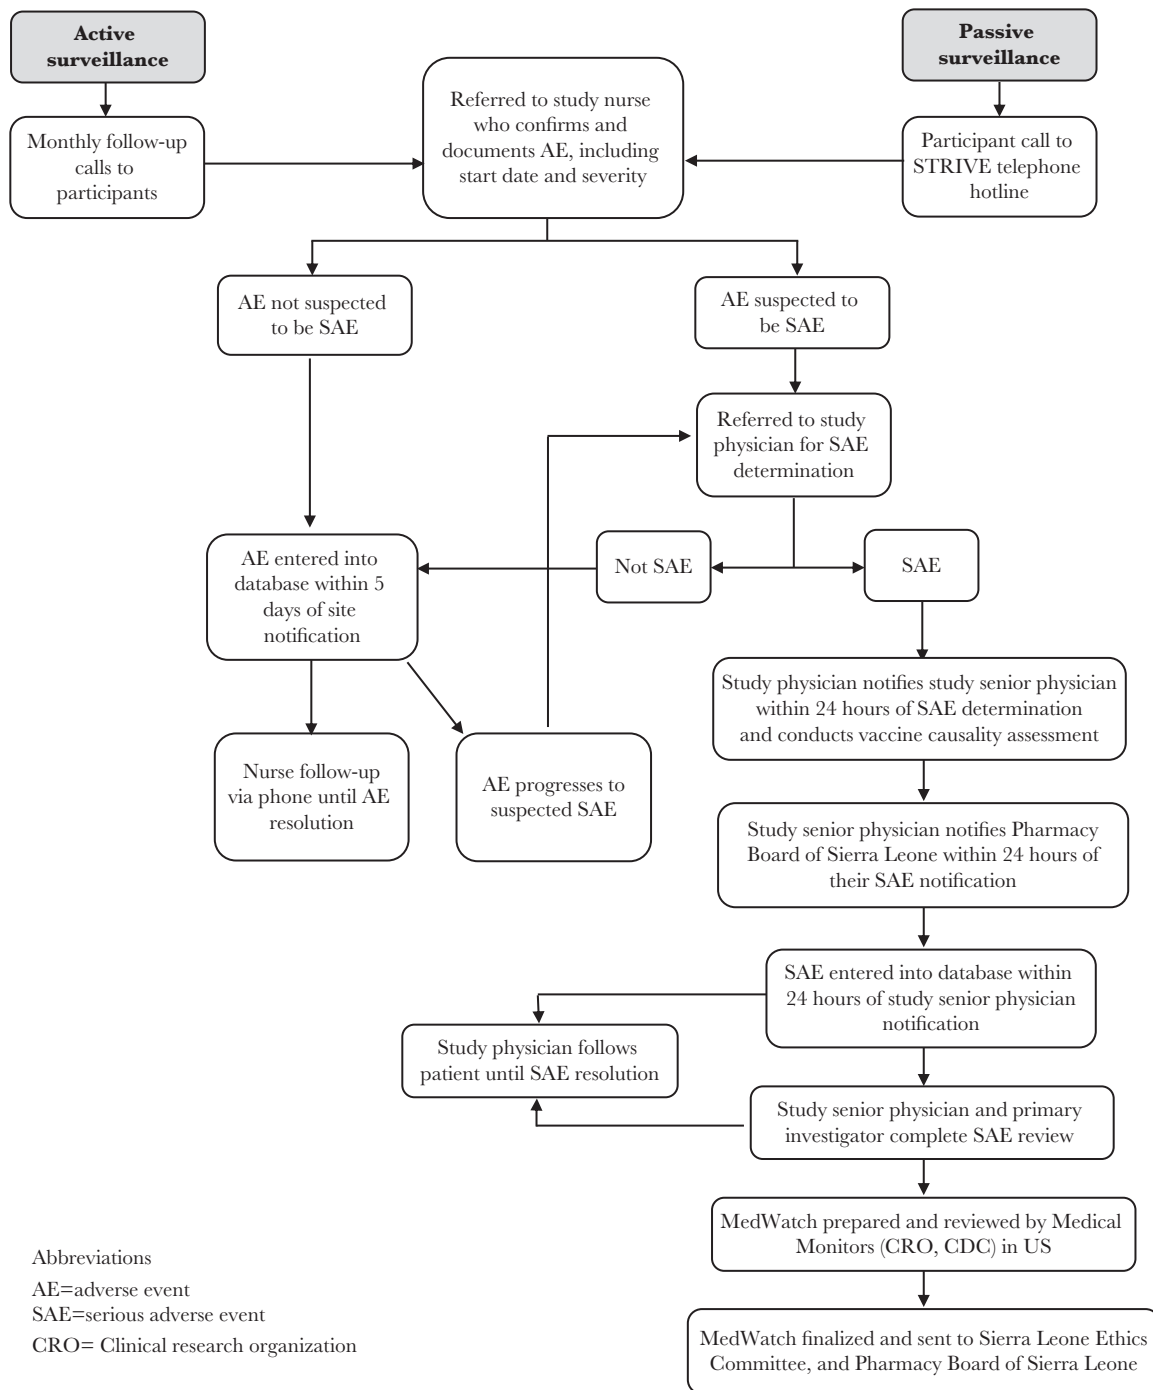 Active
surveillance
Passive
surveillance
Monthly follow-up
calls to
participants
Referred to study nurse
who confirms and
documents AE, including
start date and severity
Participant call to
STRIVE telephone
hotline
AE not suspected
to be SAE
AE suspected to
be SAE
Referred to study
physician for SAE
determination
AE entered into
database within 5
days of site
notification
Not SAE
SAE
Nurse follow-up
via phone until AE
resolution
AE progresses to
suspected SAE
Study physician notifies study senior physician
within 24 hours of SAE determination
and conducts vaccine causality assessment
Study senior physician notifies Pharmacy
Board of Sierra Leone within 24 hours of
their SAE notification
SAE entered into database within
24 hours of study senior physician
notification
Study physician follows
patient until SAE resolution
Study senior physician and primary
investigator complete SAE review
MedWatch prepared and reviewed by Medical
Monitors (CRO, CDC) in US
MedWatch finalized and sent to Sierra Leone Ethics
Committee, and Pharmacy Board of Sierra Leone
Abbreviations
AE=adverse event
SAE=serious adverse event
CRO= Clinical research organization